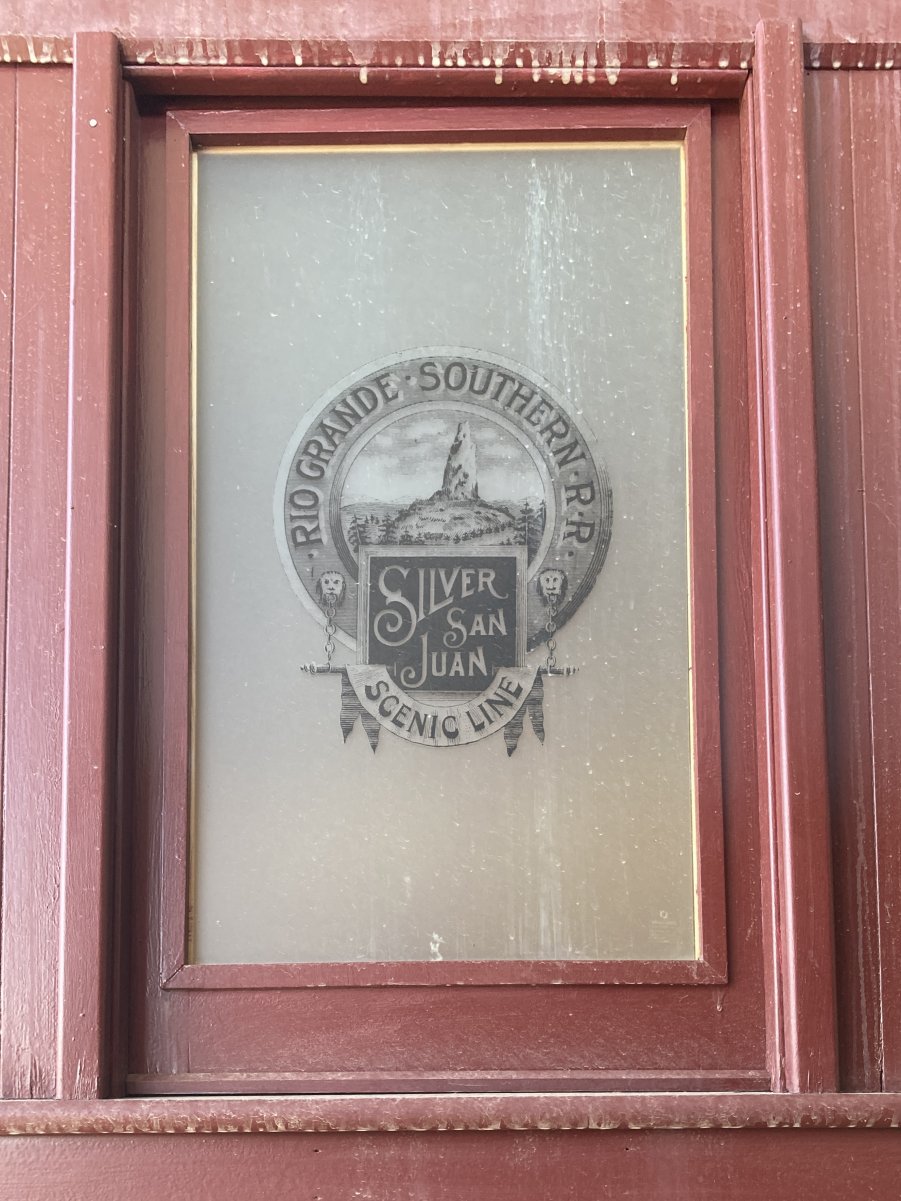 · RIO GRANDE · SOUTHERN · R · R ·
SILVER
SAN
JUAN
SCENIC LINE